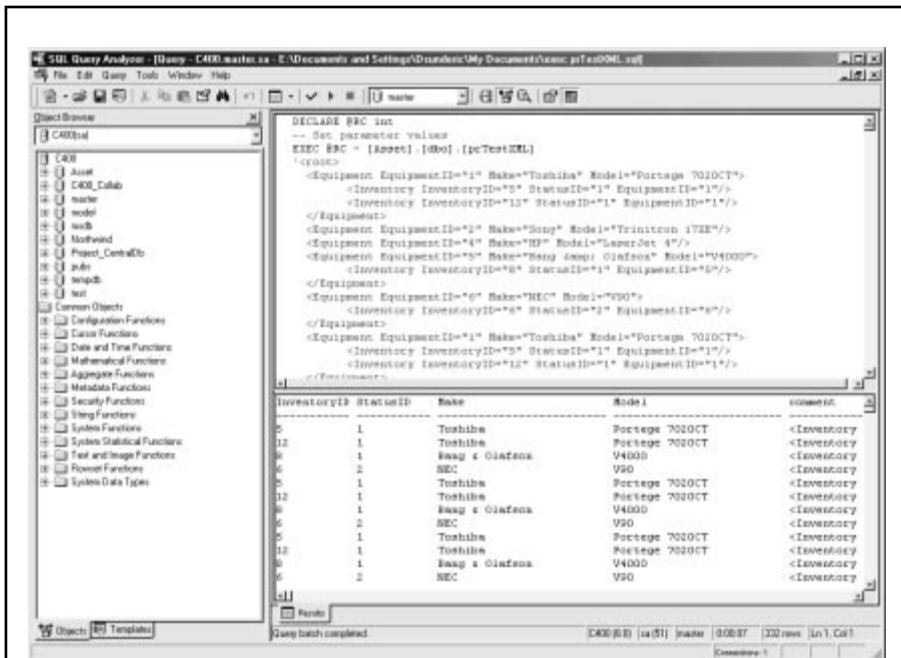 SQL Query Analyzer - [Query - C400.master.sa - E:\Documents and Settings\Dsunderic\My Documents\exec prTestXML.sql]
File Edit Query Tools Window Help
master
Object Browser
C400(sa)
C400
Asset
C400_Collab
master
model
msdb
Northwind
Project_CentralDb
pubs
tempdb
test
Common Objects
Configuration Functions
Cursor Functions
Date and Time Functions
Mathematical Functions
Aggregate Functions
Metadata Functions
Security Functions
String Functions
System Functions
System Statistical Functions
Text and Image Functions
Rowset Functions
System Data Types
Objects Templates
DECLARE @RC int
-- Set parameter values
EXEC @RC = [Asset].[dbo].[prTestXML]
'<root>
<Equipment EquipmentID="1" Make="Toshiba" Model="Portege 7020CT">
<Inventory InventoryID="5" StatusID="1" EquipmentID="1"/>
<Inventory InventoryID="12" StatusID="1" EquipmentID="1"/>
</Equipment>
<Equipment EquipmentID="2" Make="Sony" Model="Trinitron 17XE"/>
<Equipment EquipmentID="4" Make="HP" Model="LaserJet 4"/>
<Equipment EquipmentID="5" Make="Bang &amp; Olafson" Model="V4000">
<Inventory InventoryID="8" StatusID="1" EquipmentID="5"/>
</Equipment>
<Equipment EquipmentID="6" Make="NEC" Model="V90">
<Inventory InventoryID="6" StatusID="2" EquipmentID="6"/>
</Equipment>
<Equipment EquipmentID="1" Make="Toshiba" Model="Portege 7020CT">
<Inventory InventoryID="5" StatusID="1" EquipmentID="1"/>
<Inventory InventoryID="12" StatusID="1" EquipmentID="1"/>
</Equipment>
InventoryID StatusID Make Model comment
5 1 Toshiba Portege 7020CT <Inventory
12 1 Toshiba Portege 7020CT <Inventory
8 1 Bang & Olafson V4000 <Inventory
6 2 NEC V90 <Inventory
5 1 Toshiba Portege 7020CT <Inventory
12 1 Toshiba Portege 7020CT <Inventory
8 1 Bang & Olafson V4000 <Inventory
6 2 NEC V90 <Inventory
5 1 Toshiba Portege 7020CT <Inventory
12 1 Toshiba Portege 7020CT <Inventory
8 1 Bang & Olafson V4000 <Inventory
6 2 NEC V90 <Inventory
Results
Query batch completed. C400 (8.0) sa (51) master 0:00:07 332 rows Ln 1, Col 1
Connections: 1